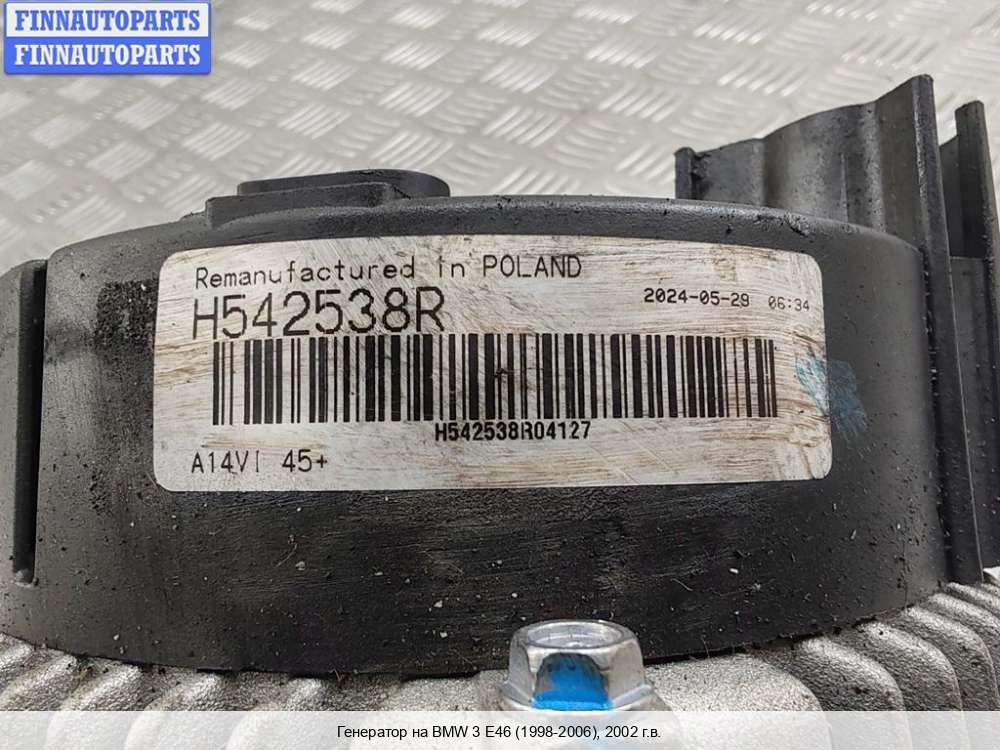 FINNAUTOPARTS
FINNAUTOPARTS
Remanufactured in POLAND
H542538R
2024-05-29 06:34
H542538R04127
A14VI 45+
Генератор на BMW 3 E46 (1998-2006), 2002 г.в.